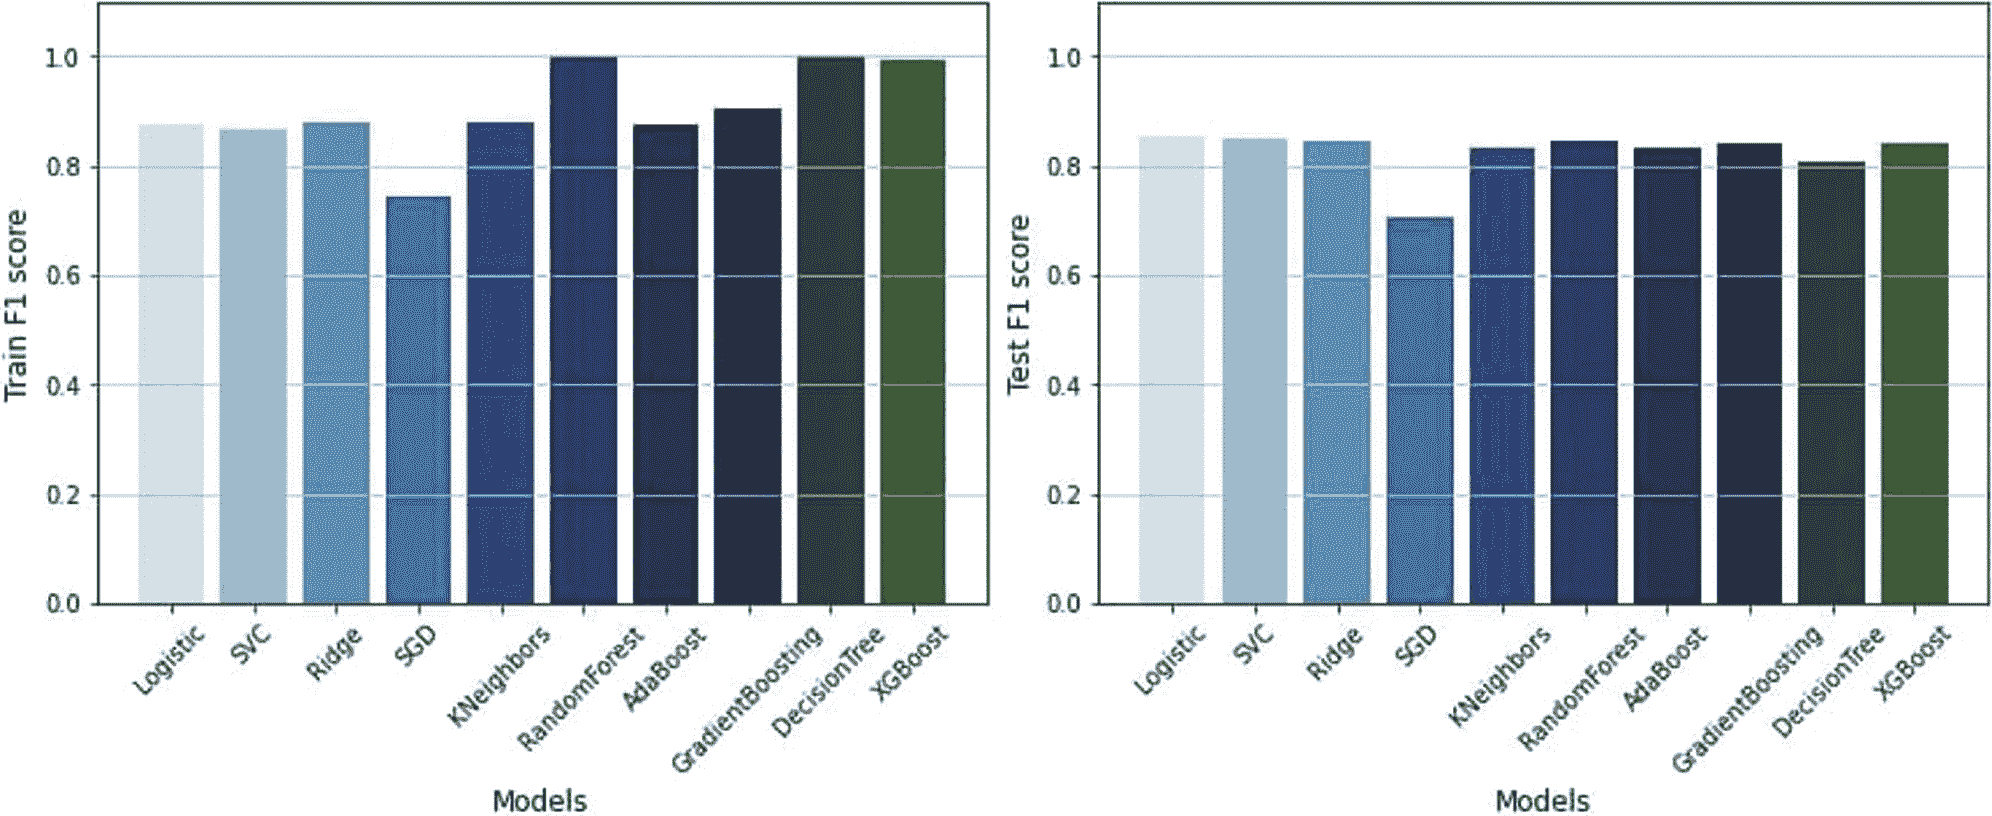 Train F1 score
1.0
0.8
0.6
0.4
0.2
0.0
Logistic
SVC
Ridge
SGD
KNeighbors
RandomForest
AdaBoost
GradientBoosting
DecisionTree
XGBoost
Models
Test F1 score
1.0
0.8
0.6
0.4
0.2
0.0
Logistic
SVC
Ridge
SGD
KNeighbors
RandomForest
AdaBoost
GradientBoosting
DecisionTree
XGBoost
Models